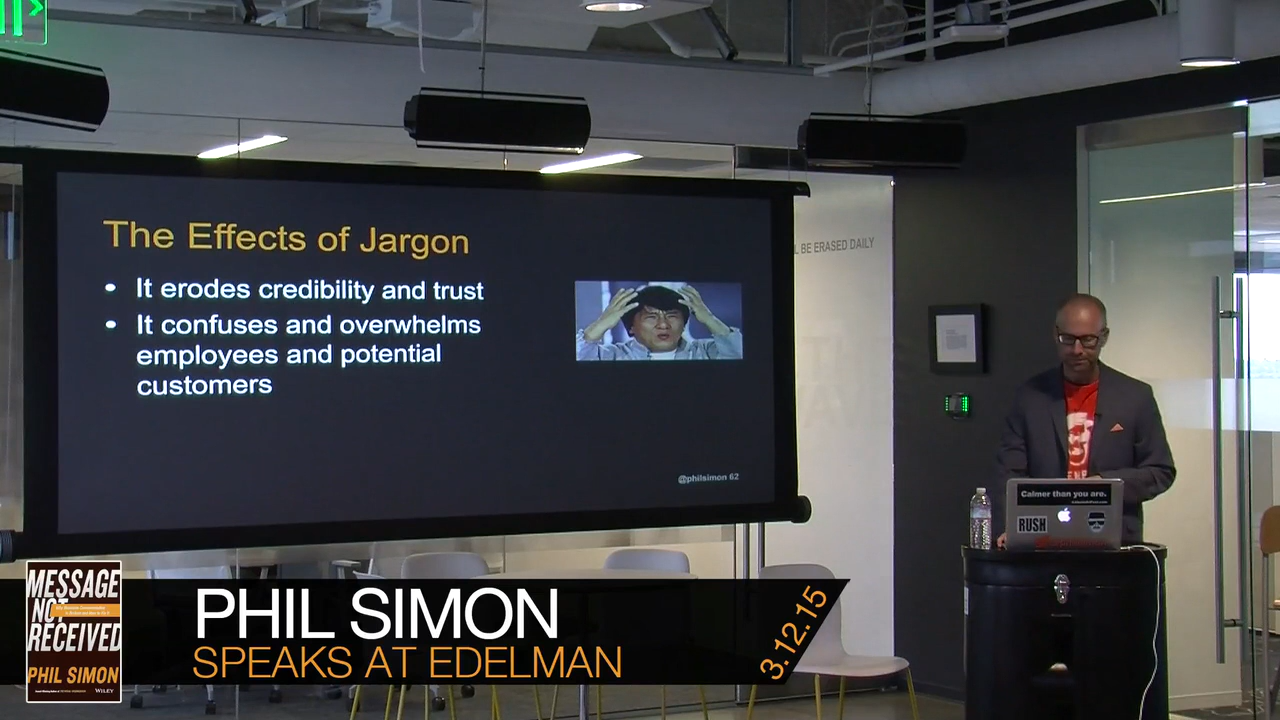 The Effects of Jargon
• It erodes credibility and trust
• It confuses and overwhelms
employees and potential
customers
@philsimon 62
L BE ERASED DAILY
Calmer than you are.
RUSH
MESSAGE
NOT
RECEIVED
PHIL SIMON
WILEY
PHIL SIMON
SPEAKS AT EDELMAN
3.12.15